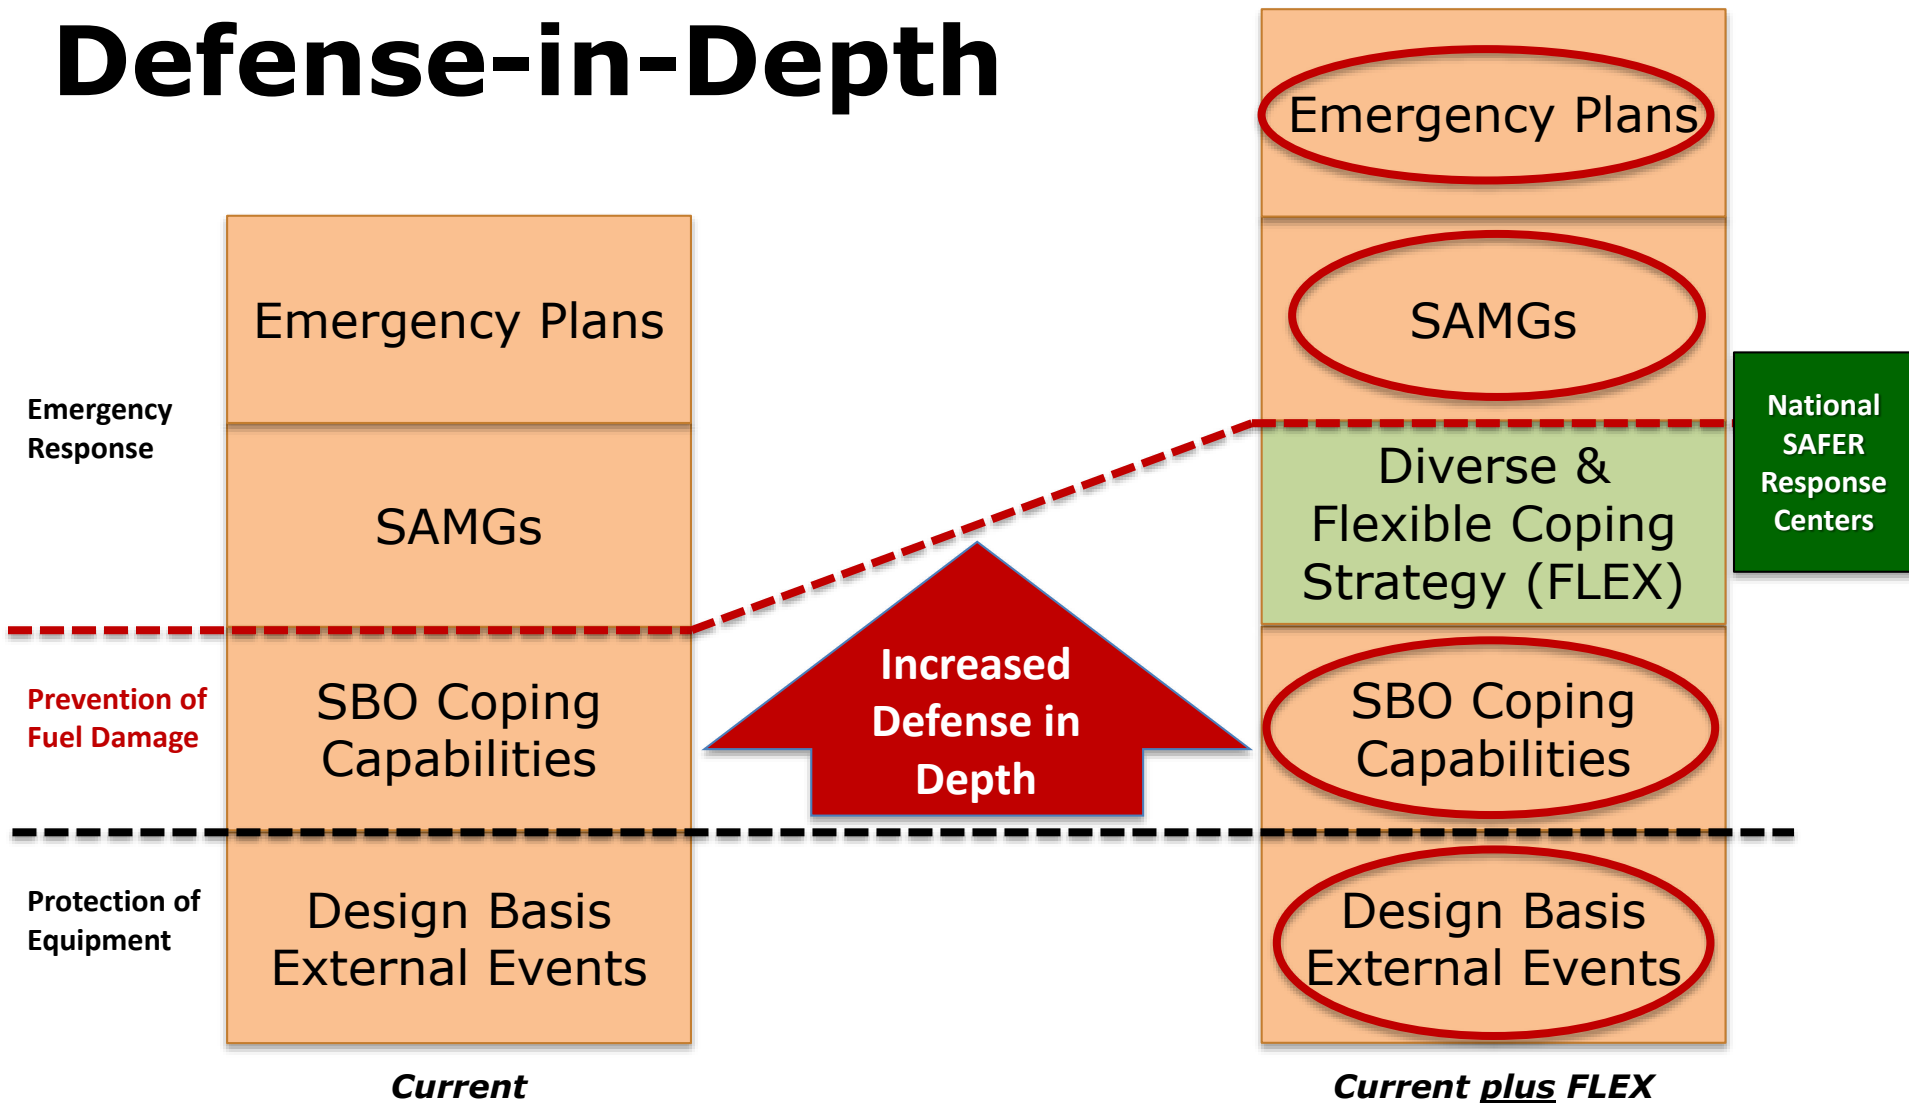 Defense-in-Depth
Emergency Plans
SAMGs
SBO Coping
Capabilities
Design Basis
External Events
Current
Emergency
Response
Prevention of
Fuel Damage
Protection of
Equipment
Increased
Defense in
Depth
Emergency Plans
SAMGs
Diverse &
Flexible Coping
Strategy (FLEX)
SBO Coping
Capabilities
Design Basis
External Events
Current plus FLEX
National
SAFER
Response
Centers